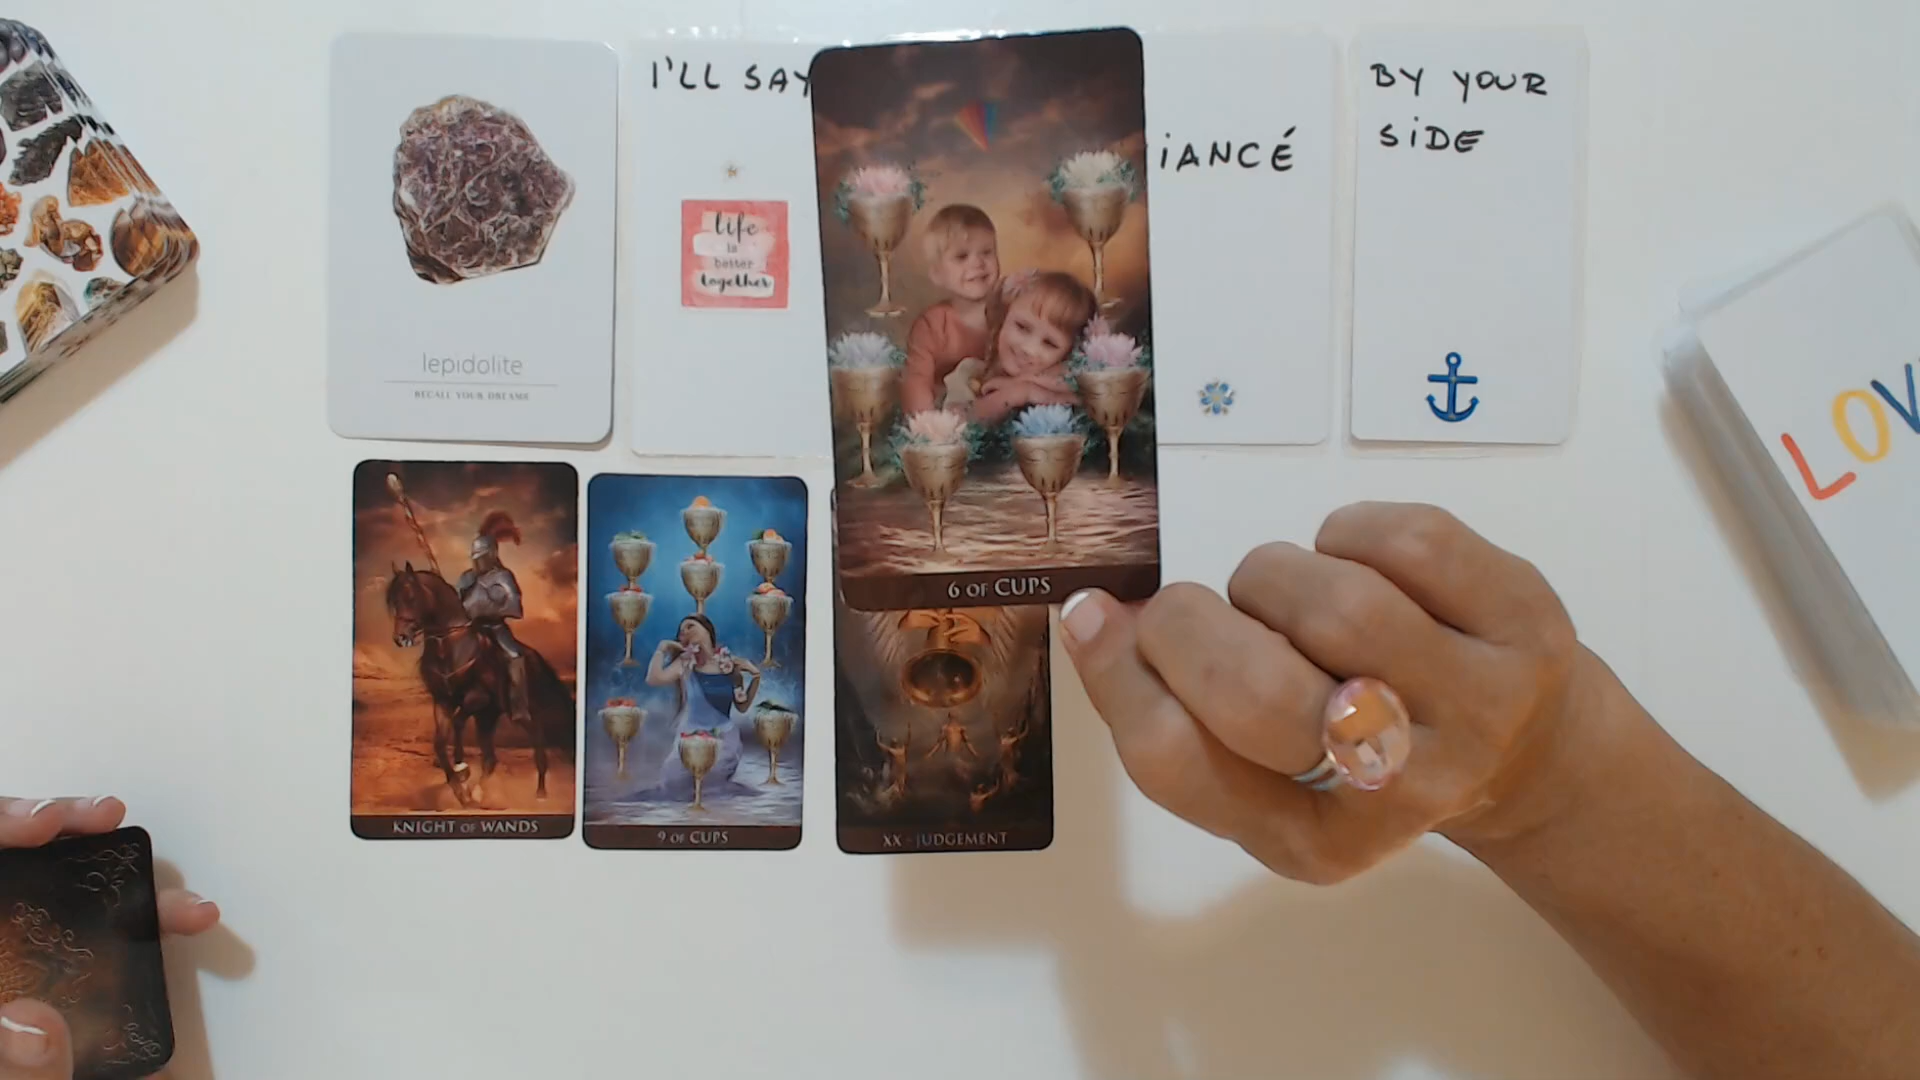 I'LL SAY
life
is
better
together
lepidolite
RECALL YOUR DREAMS
IANCÉ
BY YOUR
SIDE
LOV
6 OF CUPS
KNIGHT OF WANDS
9 OF CUPS
XX - JUDGEMENT